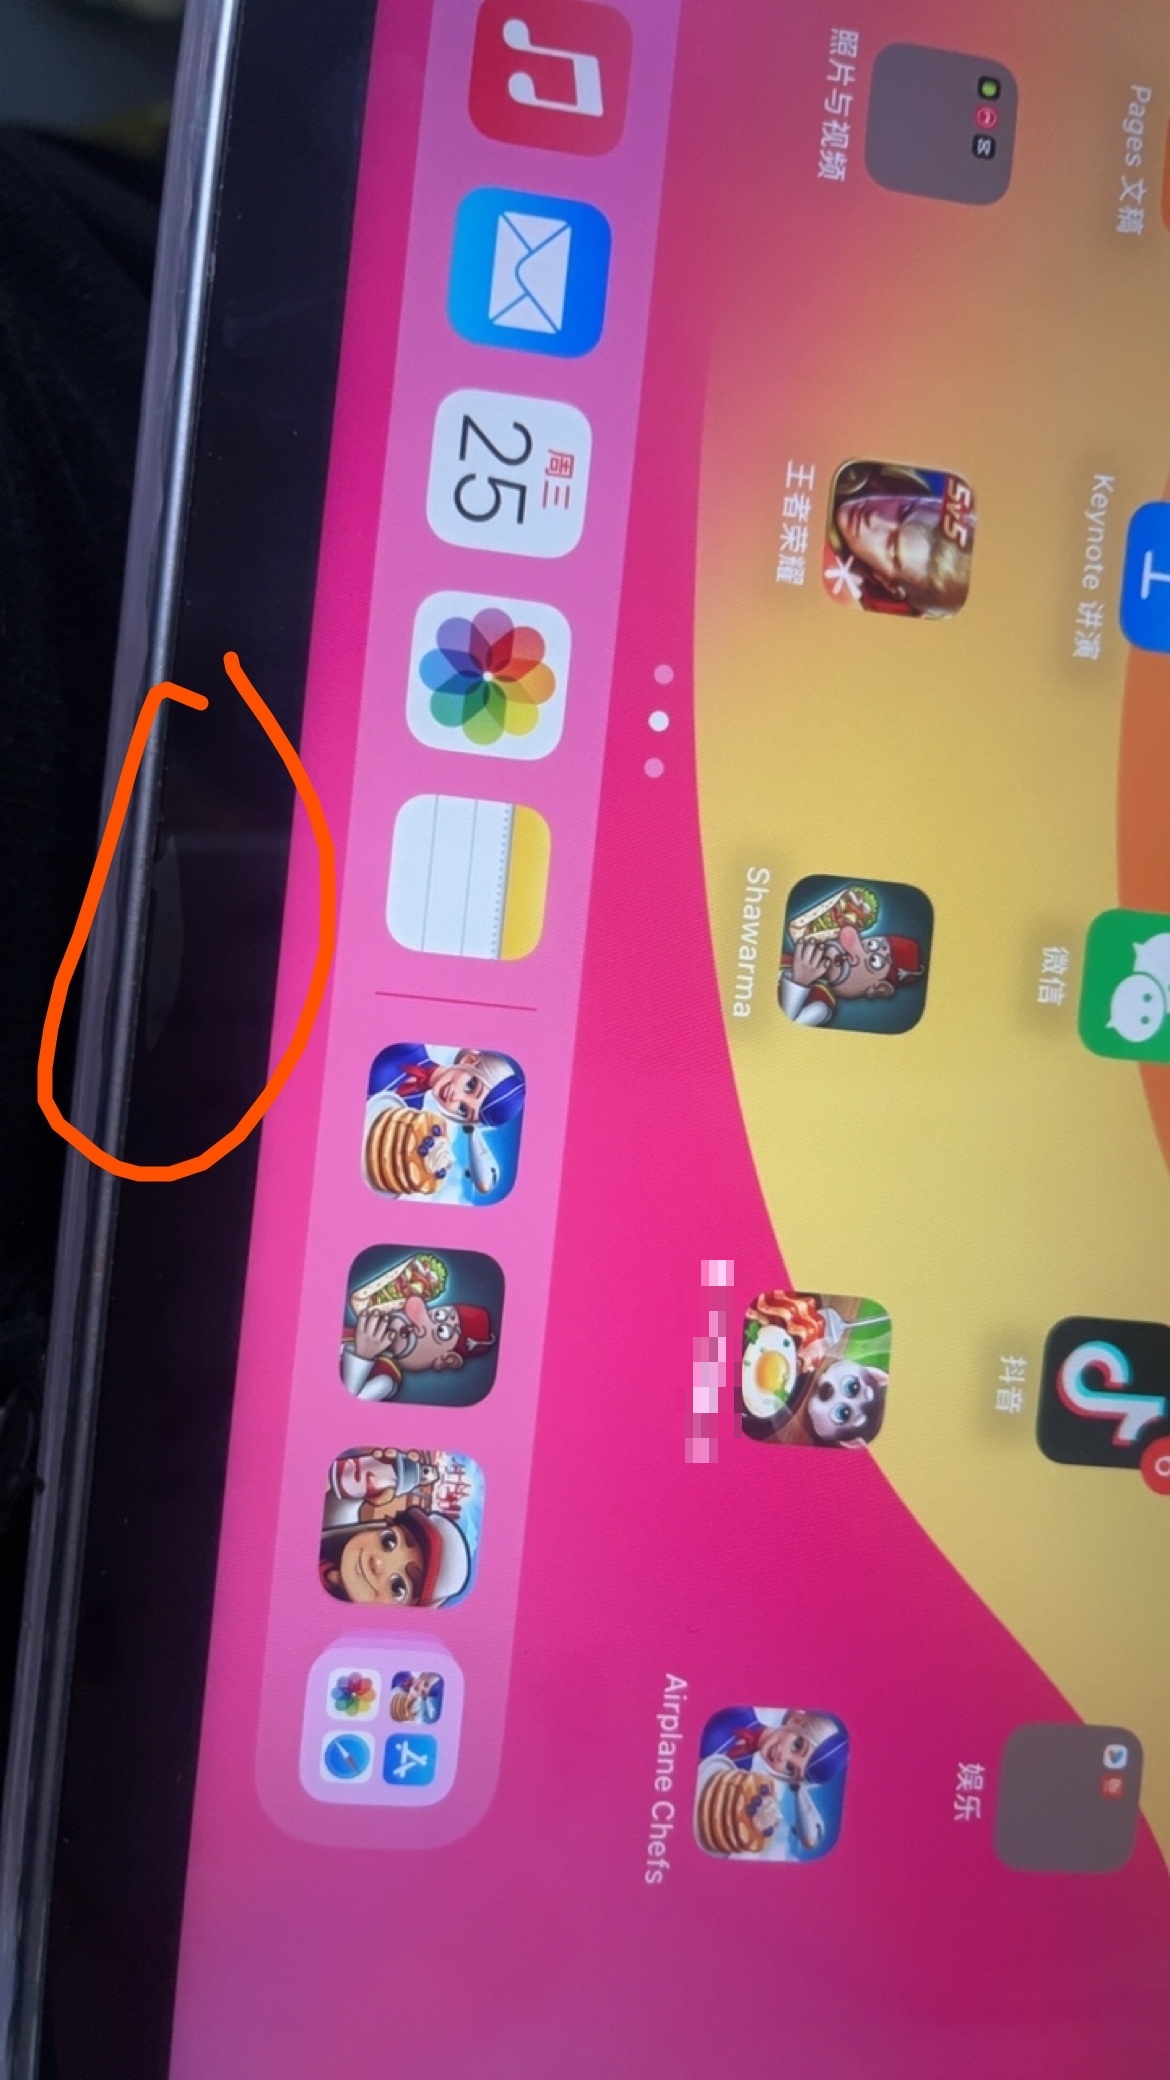 Pages 文稿
Keynote 讲演
微信
抖音
娱乐
照片与视频
王者荣耀
5v5
Shawarma
Airplane Chefs
周三
25